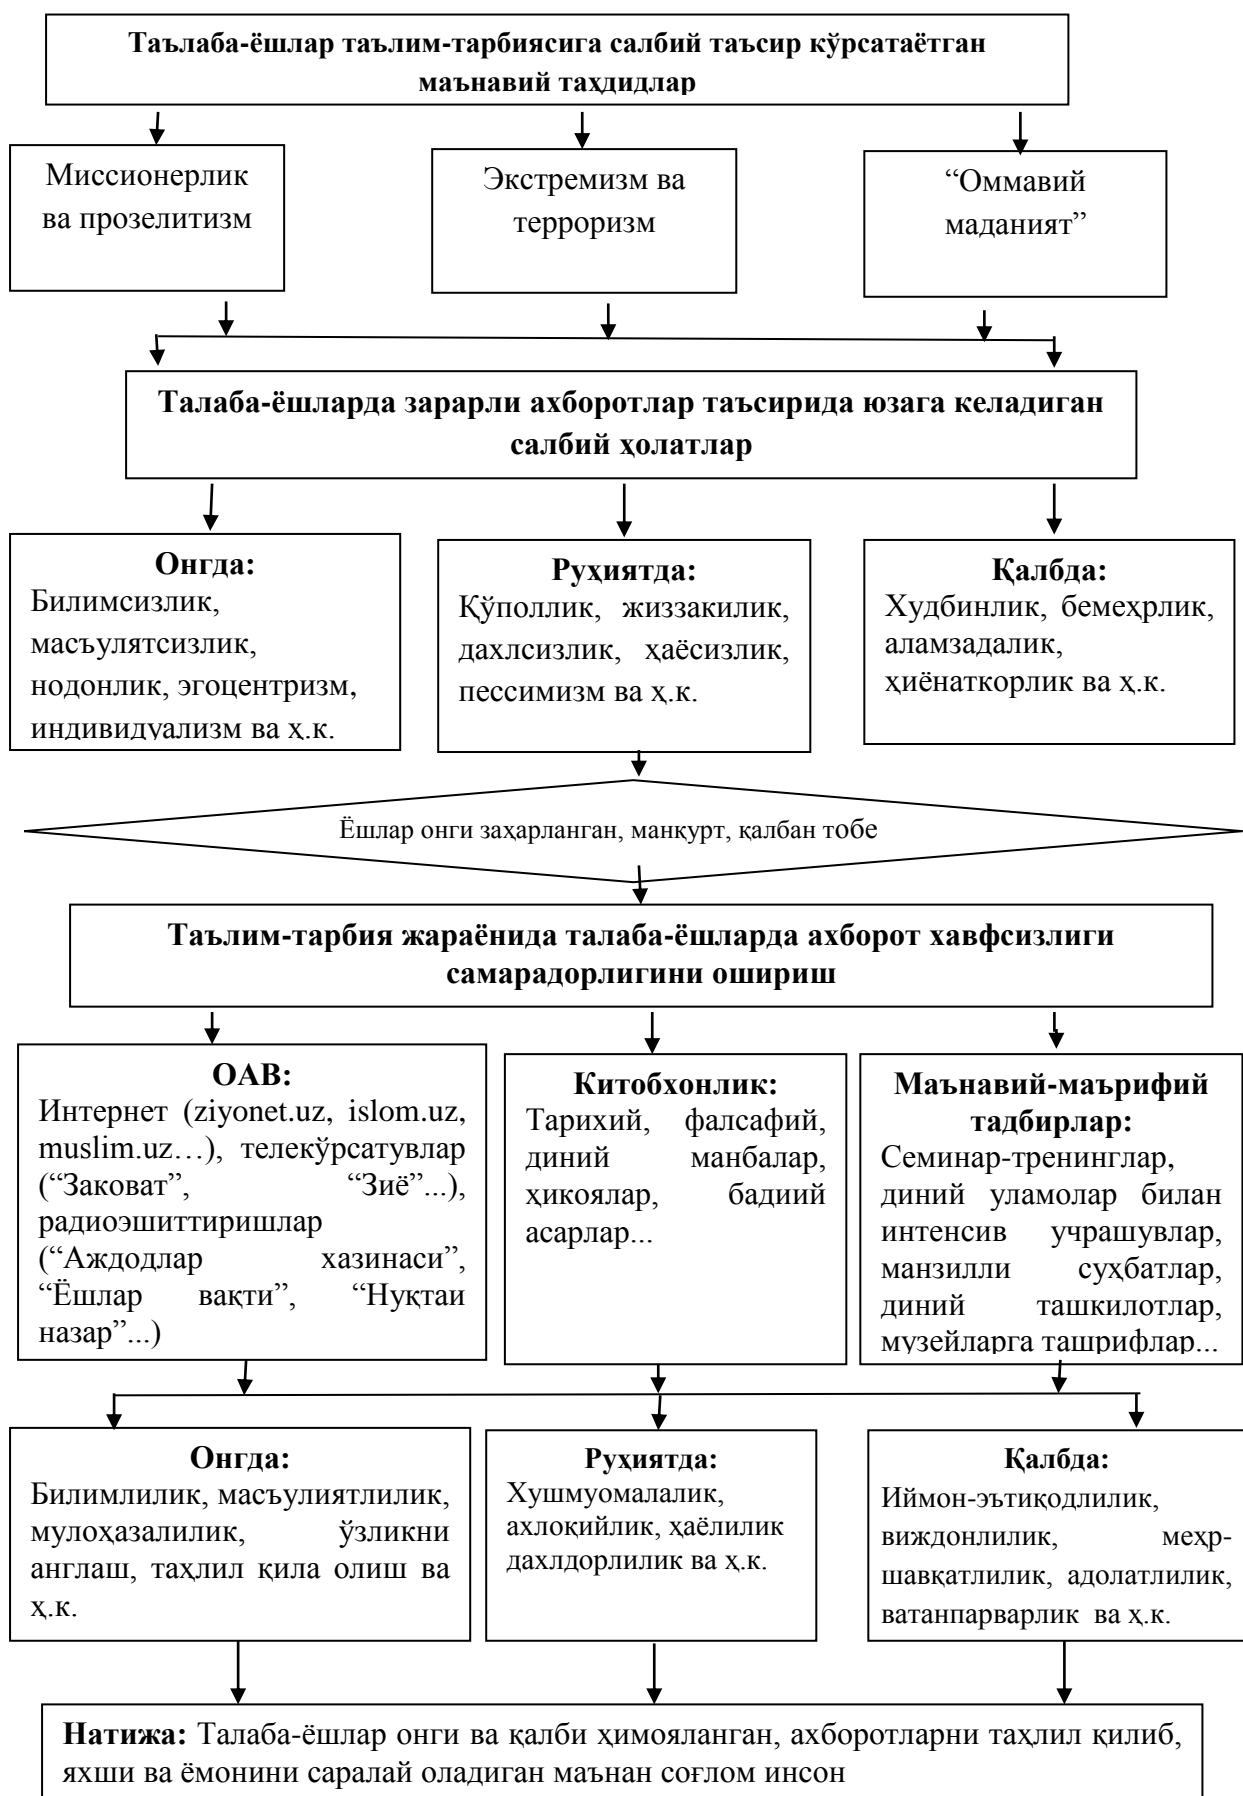 Таълаба-ёшлар таълим-тарбиясига салбий таъсир кўрсатаётган
маънавий таҳдидлар
Миссионерлик
ва прозелитизм
Экстремизм ва
терроризм
“Оммавий
маданият”
Талаба-ёшларда зарарли ахборотлар таъсирида юзага келадиган
салбий ҳолатлар
Онгда:
Билимсизлик,
масъулятсизлик,
нодонлик, эгоцентризм,
индивидуализм ва ҳ.к.
Руҳиятда:
Қўполлик, жиззакилик,
дахлсизлик, ҳаёсизлик,
пессимизм ва ҳ.к.
Қалбда:
Худбинлик, бемеҳрлик,
аламзадалик,
ҳиёнаткорлик ва ҳ.к.
Ёшлар онги заҳарланган, манқурт, қалбан тобе
Таълим-тарбия жараёнида талаба-ёшларда ахборот хавфсизлиги
самарадорлигини ошириш
ОАВ:
Интернет (ziyonet.uz, islom.uz,
muslim.uz…), телекўрсатувлар
(“Заковат”, “Зиё”...),
радиоэшиттиришлар
(“Аждодлар хазинаси”,
“Ёшлар вақти”, “Нуқтаи
назар”...)
Китобхонлик:
Тарихий, фалсафий,
диний манбалар,
ҳикоялар, бадиий
асарлар...
Маънавий-маърифий
тадбирлар:
Семинар-тренинглар,
диний уламолар билан
интенсив учрашувлар,
манзилли суҳбатлар,
диний ташкилотлар,
музейларга ташрифлар...
Онгда:
Билимлилик, масъулиятлилик,
мулоҳазалилик, ўзликни
англаш, таҳлил қила олиш ва
ҳ.к.
Руҳиятда:
Хушмуомалалик,
ахлоқийлик, ҳаёлилик
дахлдорлилик ва ҳ.к.
Қалбда:
Иймон-эътиқодлилик,
виждонлилик, меҳр-
шавқатлилик, адолатлилик,
ватанпарварлик ва ҳ.к.
Натижа: Талаба-ёшлар онги ва қалби ҳимояланган, ахборотларни таҳлил қилиб,
яхши ва ёмонини саралай оладиган маънан соғлом инсон